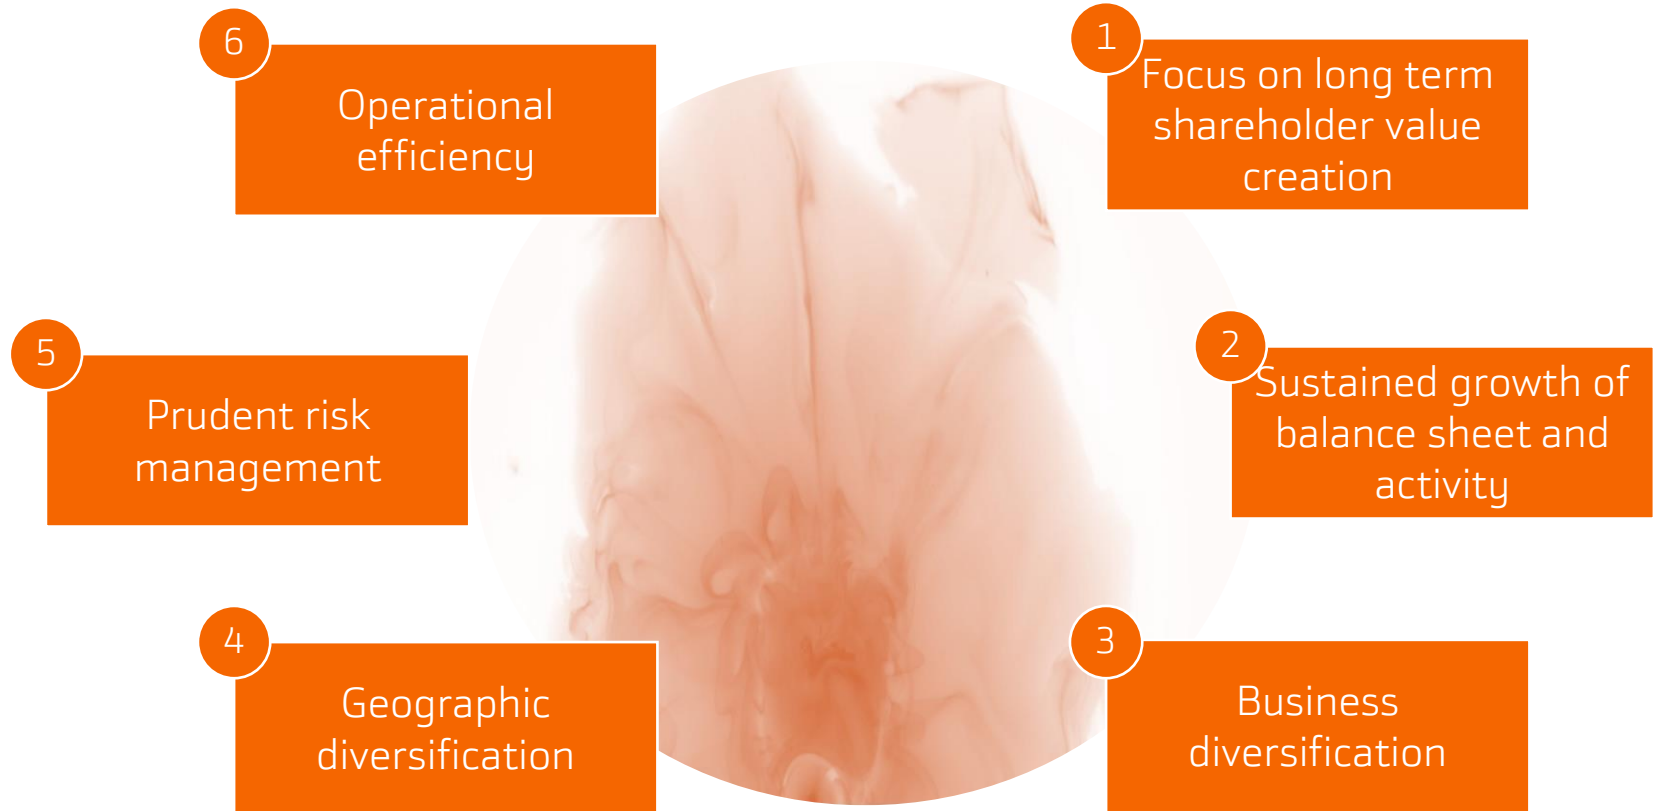 1
Focus on long term
shareholder value
creation
2
Sustained growth of
balance sheet and
activity
3
Business
diversification
4
Geographic
diversification
5
Prudent risk
management
6
Operational
efficiency